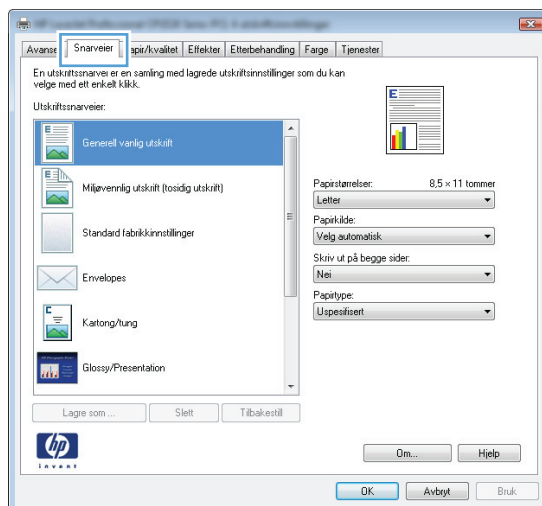 Avanse
Snarveier
apir/kvalitet
Effekter
Etterbehandling
Farge
Tjenester
En utskriftssnarvei er en samling med lagrede utskriftsinnstillinger som du kan
velge med ett enkelt klikk.
Utskriftssnarveier:
Generell vanlig utskrift
Miljøvennlig utskrift (tosidig utskrift)
Standard fabrikkinnstillinger
Envelopes
Kartong/tung
Glossy/Presentation
Lagre som ...
Slett
Tilbakestill
Papirstørrelser: 8,5 × 11 tommer
Letter
Papirkilde:
Velg automatisk
Skriv ut på begge sider:
Nei
Papirtype:
Uspesifisert
hp
invent
Om...
Hjelp
OK
Avbryt
Bruk